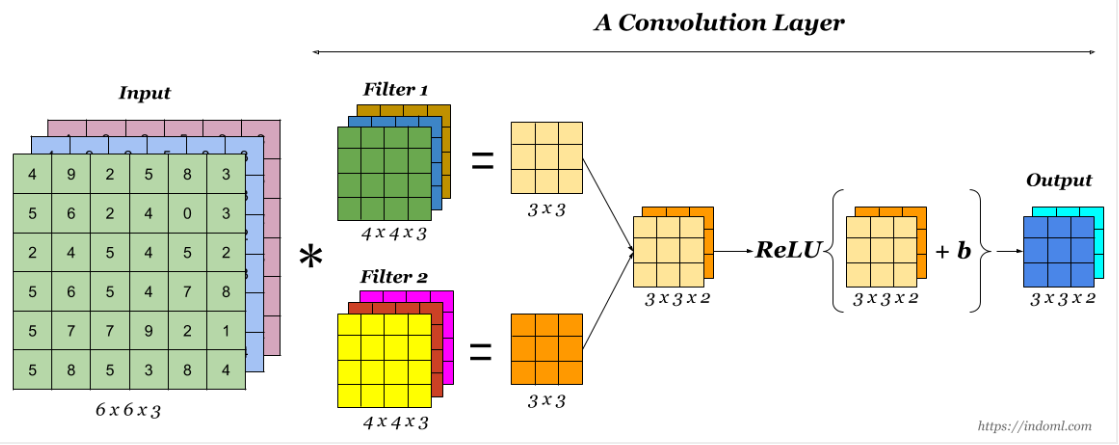 A Convolution Layer
Input
Filter 1
4 9 2 5 8 3
5 6 2 4 0 3
2 4 5 4 5 2
5 6 5 4 7 8
5 7 7 9 2 1
5 8 5 3 8 4
6 x 6 x 3
*
4 x 4 x 3
=
3 x 3
Filter 2
4 x 4 x 3
=
3 x 3
3 x 3 x 2
ReLU { + b }
3 x 3 x 2
Output
3 x 3 x 2
https://indoml.com